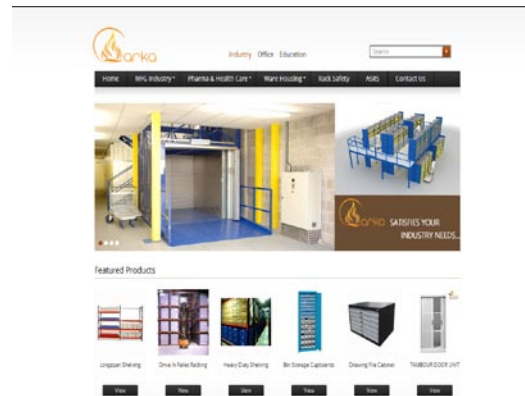 arka
Industry Office Education
Search
Home MFG Industry Pharma & Health Care Ware Housing Rack Safety ASRS Contact Us
arka SATISFIES YOUR
INDUSTRY NEEDS...
Featured Products
Longspan Shelving Drive In Pallet Racking Heavy Duty Shelving Bin Storage Cupboards Drawing File Cabinet TAMBOUR DOOR UNIT
View View View View View View